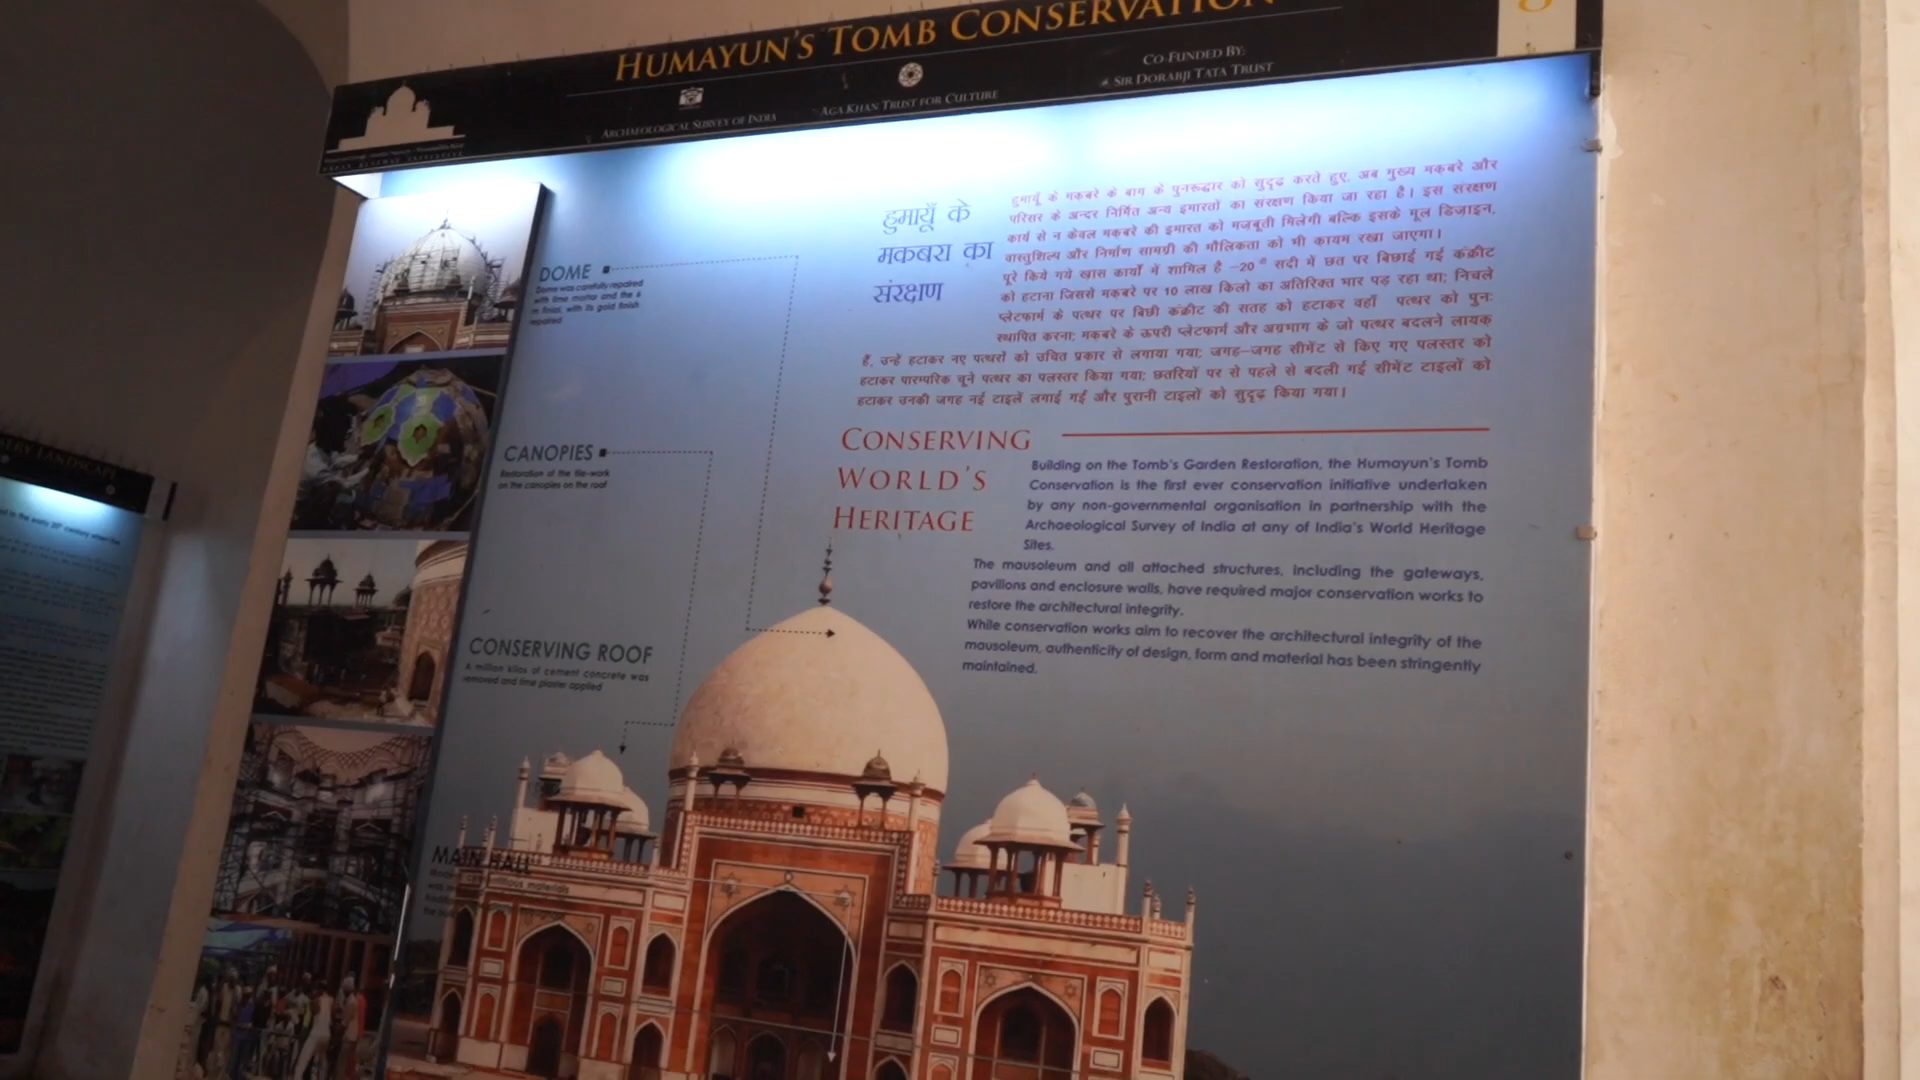 HUMAYUN'S TOMB CONSERVATION
ARCHAEOLOGICAL SURVEY OF INDIA
AGA KHAN TRUST FOR CULTURE
CO-FUNDED BY:
SIR DORABJI TATA TRUST
हुमायूँ के
मकबरा का
संरक्षण
हुमायूँ के मकबरे के बाग के पुनरूद्धार को सुदृढ़ करते हुए, अब मुख्य मकबरे और
परिसर के अन्दर निर्मित अन्य इमारतों का संरक्षण किया जा रहा है। इस संरक्षण
कार्य से न केवल मकबरे की इमारत को मजबूती मिलेगी बल्कि इसके मूल डिज़ाइन,
वास्तुशिल्प और निर्माण सामग्री की मौलिकता को भी कायम रखा जाएगा।
पूरे किये गये खास कार्यों में शामिल है –20 वीं सदी में छत पर बिछाई गई कंक्रीट
को हटाना जिससे मकबरे पर 10 लाख किलो का अतिरिक्त भार पड़ रहा था; निचले
प्लेटफार्म के पत्थर पर बिछी कंक्रीट की सतह को हटाकर वहाँ पत्थर को पुनः
स्थापित करना; मकबरे के ऊपरी प्लेटफार्म और अग्रभाग के जो पत्थर बदलने लायक
हैं, उन्हें हटाकर नए पत्थरों को उचित प्रकार से लगाया गया; जगह–जगह सीमेंट से किए गए पलस्तर को
हटाकर पारम्परिक चूने पत्थर का पलस्तर किया गया; छतरियों पर से पहले से बदली गई सीमेंट टाइलों को
हटाकर उनकी जगह नई टाइलें लगाई गईं और पुरानी टाइलों को सुदृढ़ किया गया।
DOME
Dome was carefully repaired
with lime mortar and the 6
m finial, with its gold finish
repaired
CANOPIES
Restoration of the tile-work
on the canopies on the roof
CONSERVING ROOF
A million kilos of cement concrete was
removed and lime plaster applied
MAIN HALL
CONSERVING
WORLD'S
HERITAGE
Building on the Tomb's Garden Restoration, the Humayun's Tomb
Conservation is the first ever conservation initiative undertaken
by any non-governmental organisation in partnership with the
Archaeological Survey of India at any of India's World Heritage
Sites.
The mausoleum and all attached structures, including the gateways,
pavilions and enclosure walls, have required major conservation works to
restore the architectural integrity.
While conservation works aim to recover the architectural integrity of the
mausoleum, authenticity of design, form and material has been stringently
maintained.